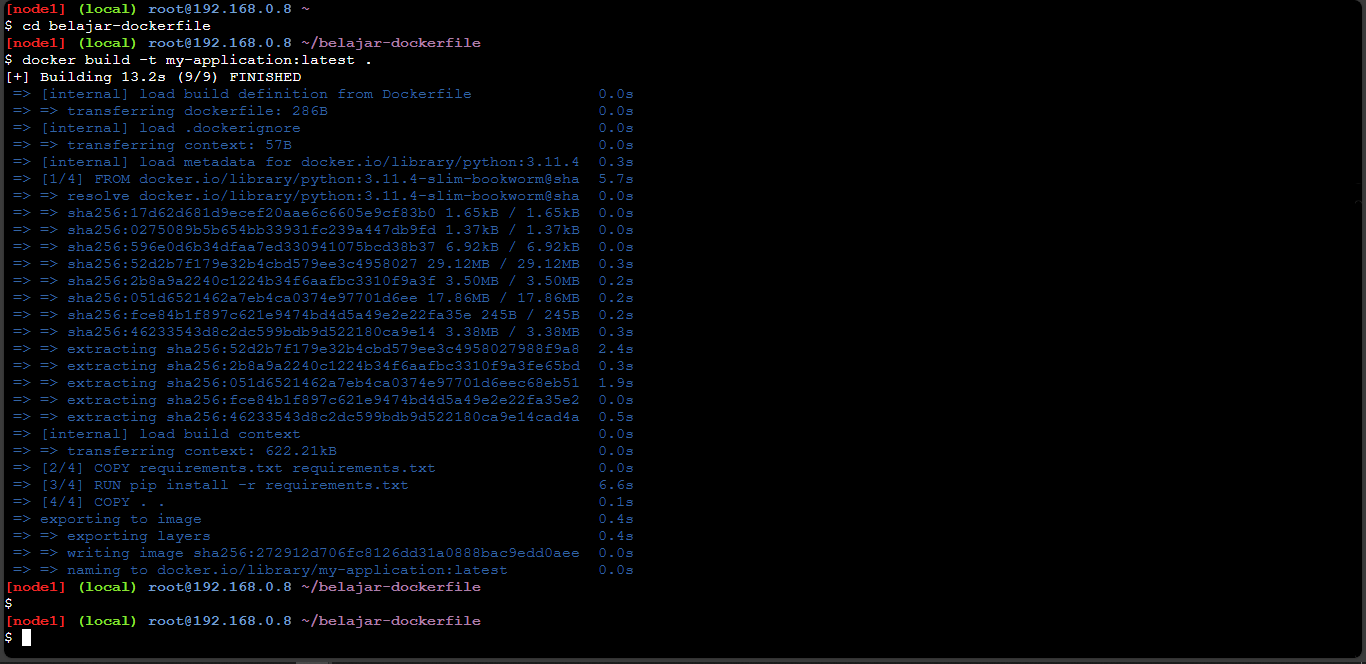 [node1] (local) root@192.168.0.8 ~
$ cd belajar-dockerfile
[node1] (local) root@192.168.0.8 ~/belajar-dockerfile
$ docker build -t my-application:latest .
[+] Building 13.2s (9/9) FINISHED
=> [internal] load build definition from Dockerfile 0.0s
=> => transferring dockerfile: 286B 0.0s
=> [internal] load .dockerignore 0.0s
=> => transferring context: 57B 0.0s
=> [internal] load metadata for docker.io/library/python:3.11.4 0.3s
=> [1/4] FROM docker.io/library/python:3.11.4-slim-bookworm@sha 5.7s
=> => resolve docker.io/library/python:3.11.4-slim-bookworm@sha 0.0s
=> => sha256:17d62d681d9ecef20aae6c6605e9cf83b0 1.65kB / 1.65kB 0.0s
=> => sha256:0275089b5b654bb33931fc239a447db9fd 1.37kB / 1.37kB 0.0s
=> => sha256:596e0d6b34dfaa7ed330941075bcd38b37 6.92kB / 6.92kB 0.0s
=> => sha256:52d2b7f179e32b4cbd579ee3c4958027 29.12MB / 29.12MB 0.3s
=> => sha256:2b8a9a2240c1224b34f6aafbc3310f9a3f 3.50MB / 3.50MB 0.2s
=> => sha256:051d6521462a7eb4ca0374e97701d6ee 17.86MB / 17.86MB 0.2s
=> => sha256:fce84b1f897c621e9474bd4d5a49e2e22fa35e 245B / 245B 0.2s
=> => sha256:46233543d8c2dc599bdb9d522180ca9e14 3.38MB / 3.38MB 0.3s
=> => extracting sha256:52d2b7f179e32b4cbd579ee3c4958027988f9a8 2.4s
=> => extracting sha256:2b8a9a2240c1224b34f6aafbc3310f9a3fe65bd 0.3s
=> => extracting sha256:051d6521462a7eb4ca0374e97701d6eec68eb51 1.9s
=> => extracting sha256:fce84b1f897c621e9474bd4d5a49e2e22fa35e2 0.0s
=> => extracting sha256:46233543d8c2dc599bdb9d522180ca9e14cad4a 0.5s
=> [internal] load build context 0.0s
=> => transferring context: 622.21kB 0.0s
=> [2/4] COPY requirements.txt requirements.txt 0.0s
=> [3/4] RUN pip install -r requirements.txt 6.6s
=> [4/4] COPY . . 0.1s
=> exporting to image 0.4s
=> => exporting layers 0.4s
=> => writing image sha256:272912d706fc8126dd31a0888bac9edd0aee 0.0s
=> => naming to docker.io/library/my-application:latest 0.0s
[node1] (local) root@192.168.0.8 ~/belajar-dockerfile
$
[node1] (local) root@192.168.0.8 ~/belajar-dockerfile
$